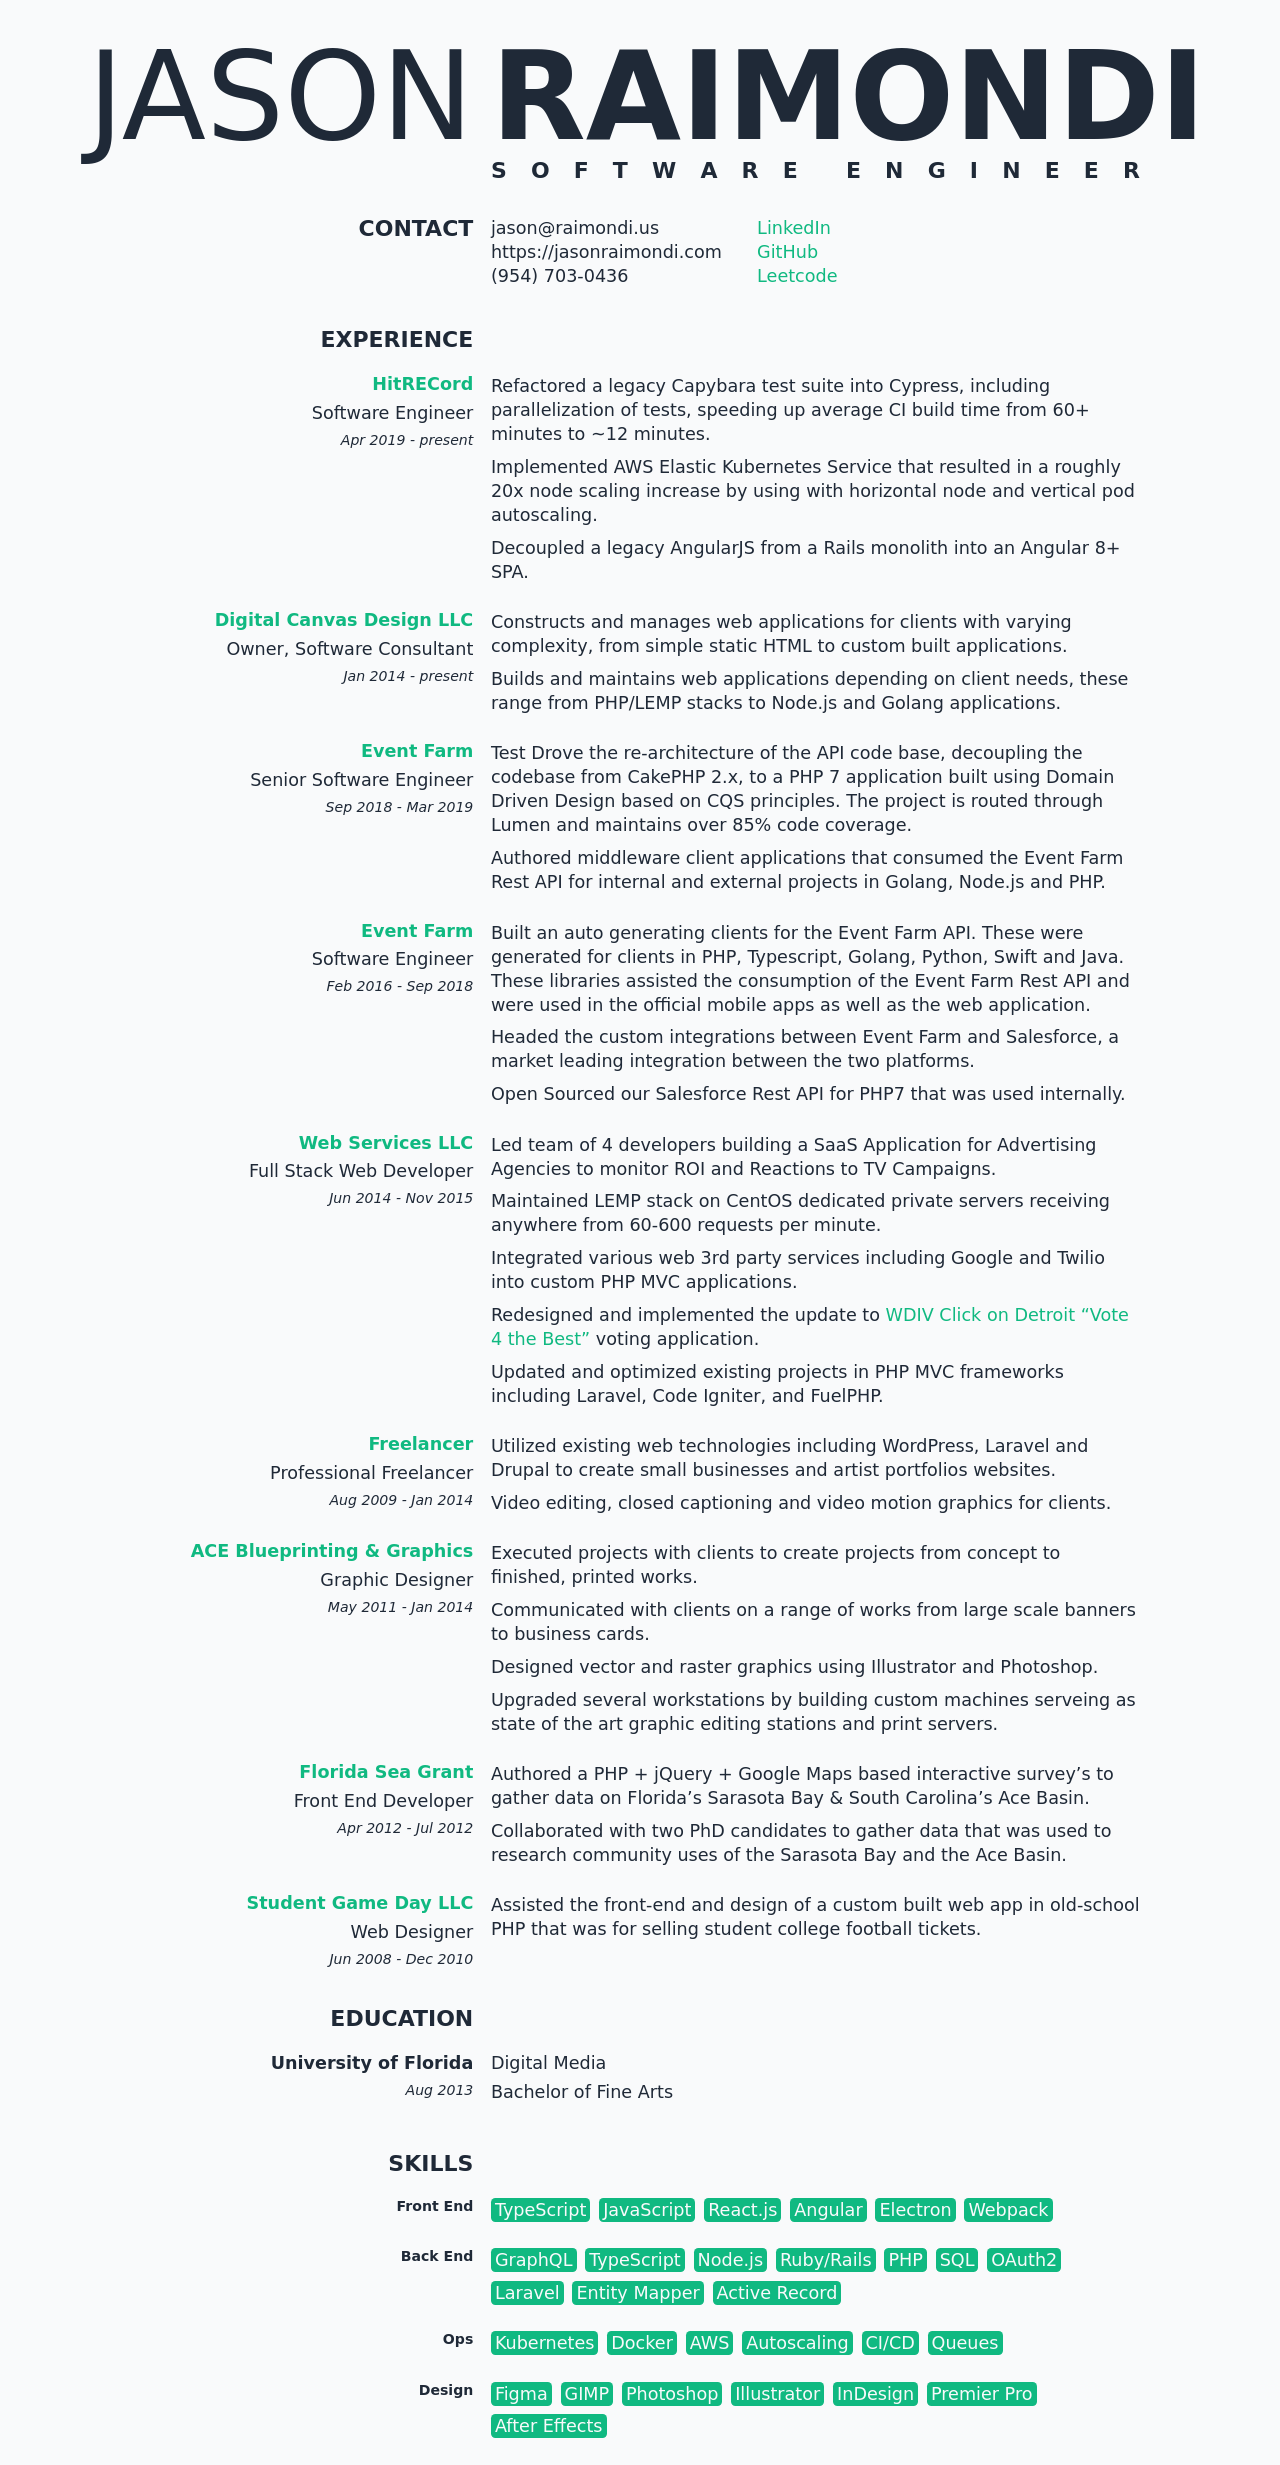 JASON RAIMONDI
SOFTWARE ENGINEER
CONTACT
jason@raimondi.us
https://jasonraimondi.com
(954) 703-0436
LinkedIn
GitHub
Leetcode
EXPERIENCE
HitRECord
Software Engineer
Apr 2019 - present
Refactored a legacy Capybara test suite into Cypress, including
parallelization of tests, speeding up average CI build time from 60+
minutes to ~12 minutes.
Implemented AWS Elastic Kubernetes Service that resulted in a roughly
20x node scaling increase by using with horizontal node and vertical pod
autoscaling.
Decoupled a legacy AngularJS from a Rails monolith into an Angular 8+
SPA.
Digital Canvas Design LLC
Owner, Software Consultant
Jan 2014 - present
Constructs and manages web applications for clients with varying
complexity, from simple static HTML to custom built applications.
Builds and maintains web applications depending on client needs, these
range from PHP/LEMP stacks to Node.js and Golang applications.
Event Farm
Senior Software Engineer
Sep 2018 - Mar 2019
Test Drove the re-architecture of the API code base, decoupling the
codebase from CakePHP 2.x, to a PHP 7 application built using Domain
Driven Design based on CQS principles. The project is routed through
Lumen and maintains over 85% code coverage.
Authored middleware client applications that consumed the Event Farm
Rest API for internal and external projects in Golang, Node.js and PHP.
Event Farm
Software Engineer
Feb 2016 - Sep 2018
Built an auto generating clients for the Event Farm API. These were
generated for clients in PHP, Typescript, Golang, Python, Swift and Java.
These libraries assisted the consumption of the Event Farm Rest API and
were used in the official mobile apps as well as the web application.
Headed the custom integrations between Event Farm and Salesforce, a
market leading integration between the two platforms.
Open Sourced our Salesforce Rest API for PHP7 that was used internally.
Web Services LLC
Full Stack Web Developer
Jun 2014 - Nov 2015
Led team of 4 developers building a SaaS Application for Advertising
Agencies to monitor ROI and Reactions to TV Campaigns.
Maintained LEMP stack on CentOS dedicated private servers receiving
anywhere from 60-600 requests per minute.
Integrated various web 3rd party services including Google and Twilio
into custom PHP MVC applications.
Redesigned and implemented the update to WDIV Click on Detroit “Vote
4 the Best” voting application.
Updated and optimized existing projects in PHP MVC frameworks
including Laravel, Code Igniter, and FuelPHP.
Freelancer
Professional Freelancer
Aug 2009 - Jan 2014
Utilized existing web technologies including WordPress, Laravel and
Drupal to create small businesses and artist portfolios websites.
Video editing, closed captioning and video motion graphics for clients.
ACE Blueprinting & Graphics
Graphic Designer
May 2011 - Jan 2014
Executed projects with clients to create projects from concept to
finished, printed works.
Communicated with clients on a range of works from large scale banners
to business cards.
Designed vector and raster graphics using Illustrator and Photoshop.
Upgraded several workstations by building custom machines serveing as
state of the art graphic editing stations and print servers.
Florida Sea Grant
Front End Developer
Apr 2012 - Jul 2012
Authored a PHP + jQuery + Google Maps based interactive survey’s to
gather data on Florida’s Sarasota Bay & South Carolina’s Ace Basin.
Collaborated with two PhD candidates to gather data that was used to
research community uses of the Sarasota Bay and the Ace Basin.
Student Game Day LLC
Web Designer
Jun 2008 - Dec 2010
Assisted the front-end and design of a custom built web app in old-school
PHP that was for selling student college football tickets.
EDUCATION
University of Florida
Aug 2013
Digital Media
Bachelor of Fine Arts
SKILLS
Front End
TypeScript JavaScript React.js Angular Electron Webpack
Back End
GraphQL TypeScript Node.js Ruby/Rails PHP SQL OAuth2
Laravel Entity Mapper Active Record
Ops
Kubernetes Docker AWS Autoscaling CI/CD Queues
Design
Figma GIMP Photoshop Illustrator InDesign Premier Pro
After Effects